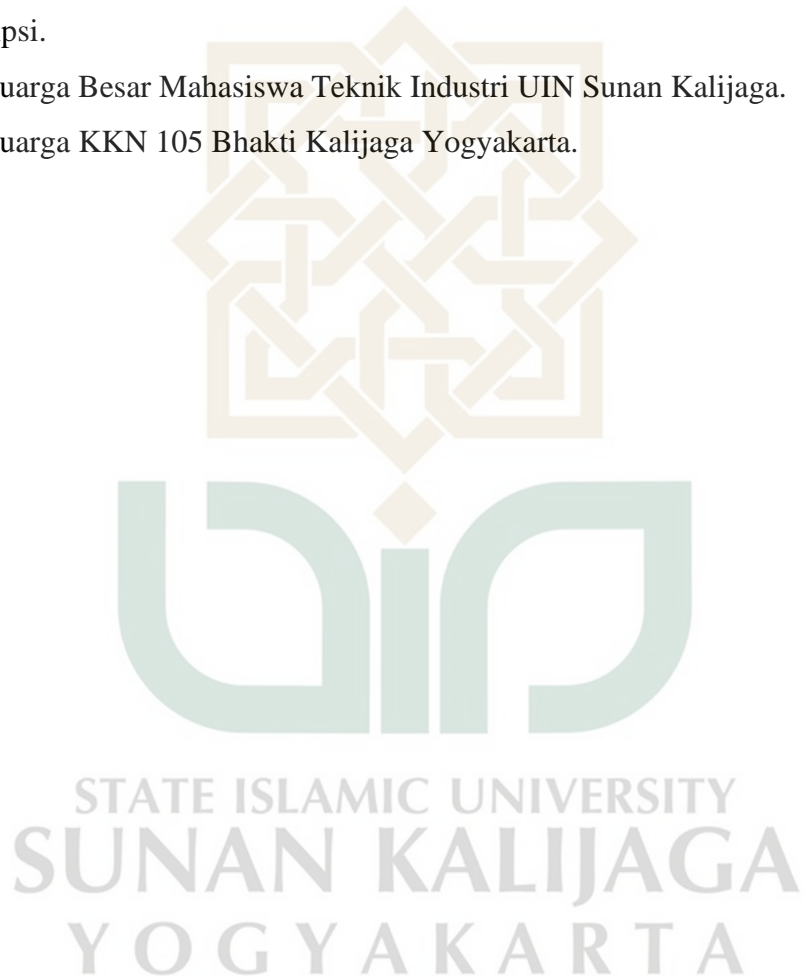 psi.
uarga Besar Mahasiswa Teknik Industri UIN Sunan Kalijaga.
uarga KKN 105 Bhakti Kalijaga Yogyakarta.
uin
STATE ISLAMIC UNIVERSITY
SUNAN KALIJAGA
YOGYAKARTA